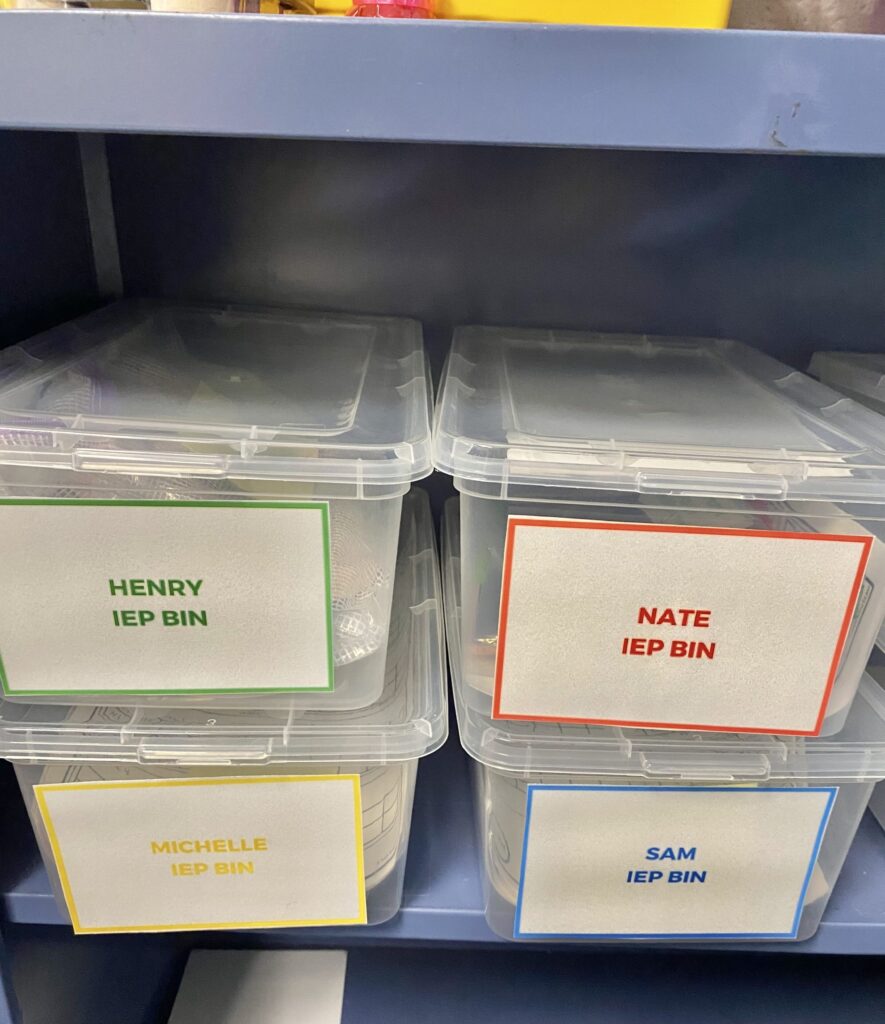 HENRY
IEP BIN
NATE
IEP BIN
MICHELLE
IEP BIN
SAM
IEP BIN